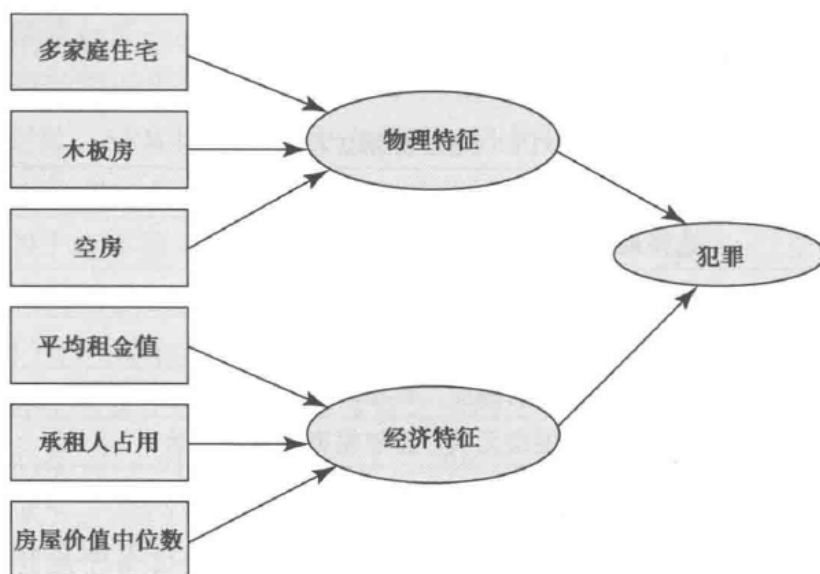 多家庭住宅
木板房
空房
平均租金值
承租人占用
房屋价值中位数
物理特征
经济特征
犯罪